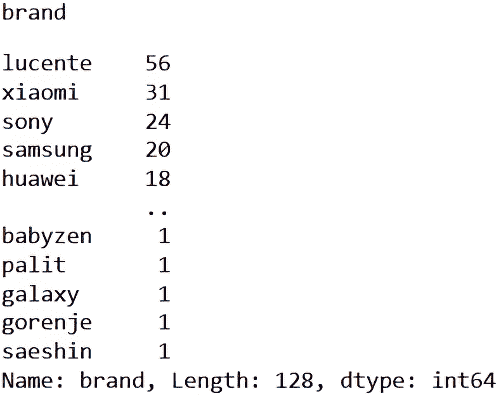 brand
lucente 56
xiaomi 31
sony 24
samsung 20
huawei 18
..
babyzen 1
palit 1
galaxy 1
gorenje 1
saeshin 1
Name: brand, Length: 128, dtype: int64